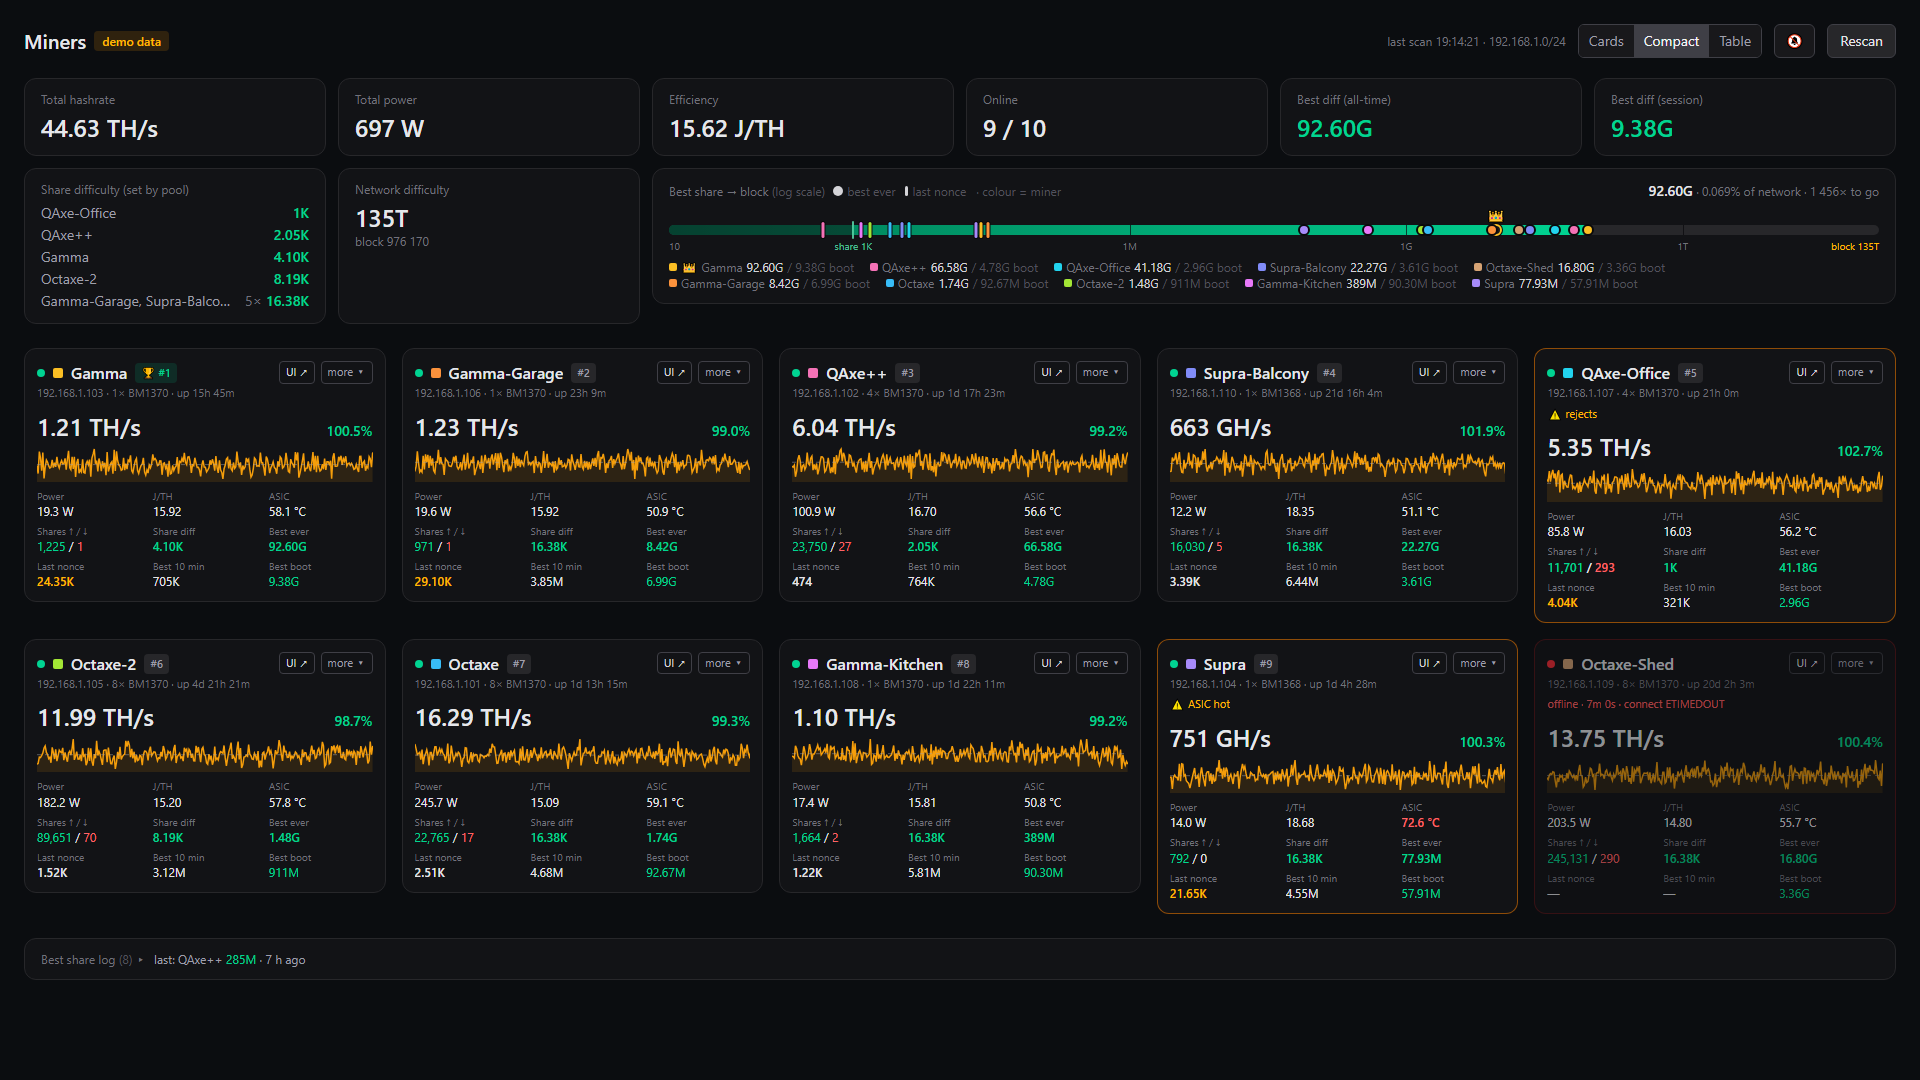 Miners demo data
last scan 19:14:21 · 192.168.1.0/24 Cards Compact Table Rescan
Total hashrate
44.63 TH/s
Total power
697 W
Efficiency
15.62 J/TH
Online
9 / 10
Best diff (all-time)
92.60G
Best diff (session)
9.38G
Share difficulty (set by pool)
QAxe-Office 1K
QAxe++ 2.05K
Gamma 4.10K
Octaxe-2 8.19K
Gamma-Garage, Supra-Balco... 5× 16.38K
Network difficulty
135T
block 976 170
Best share → block (log scale) best ever last nonce · colour = miner 92.60G · 0.069% of network · 1 456× to go
10 share 1K 1M 1G 1T block 135T
Gamma 92.60G / 9.38G boot QAxe++ 66.58G / 4.78G boot QAxe-Office 41.18G / 2.96G boot Supra-Balcony 22.27G / 3.61G boot Octaxe-Shed 16.80G / 3.36G boot
Gamma-Garage 8.42G / 6.99G boot Octaxe 1.74G / 92.67M boot Octaxe-2 1.48G / 911M boot Gamma-Kitchen 389M / 90.30M boot Supra 77.93M / 57.91M boot
Gamma #1 UI ↗ more ▾
192.168.1.103 · 1× BM1370 · up 15h 45m
1.21 TH/s 100.5%
Power J/TH ASIC
19.3 W 15.92 58.1 °C
Shares ↑ / ↓ Share diff Best ever
1,225 / 1 4.10K 92.60G
Last nonce Best 10 min Best boot
24.35K 705K 9.38G
Gamma-Garage #2 UI ↗ more ▾
192.168.1.106 · 1× BM1370 · up 23h 9m
1.23 TH/s 99.0%
Power J/TH ASIC
19.6 W 15.92 50.9 °C
Shares ↑ / ↓ Share diff Best ever
971 / 1 16.38K 8.42G
Last nonce Best 10 min Best boot
29.10K 3.85M 6.99G
QAxe++ #3 UI ↗ more ▾
192.168.1.102 · 4× BM1370 · up 1d 17h 23m
6.04 TH/s 99.2%
Power J/TH ASIC
100.9 W 16.70 56.6 °C
Shares ↑ / ↓ Share diff Best ever
23,750 / 27 2.05K 66.58G
Last nonce Best 10 min Best boot
474 764K 4.78G
Supra-Balcony #4 UI ↗ more ▾
192.168.1.110 · 1× BM1368 · up 21d 16h 4m
663 GH/s 101.9%
Power J/TH ASIC
12.2 W 18.35 51.1 °C
Shares ↑ / ↓ Share diff Best ever
16,030 / 5 16.38K 22.27G
Last nonce Best 10 min Best boot
3.39K 6.44M 3.61G
QAxe-Office #5 UI ↗ more ▾
192.168.1.107 · 4× BM1370 · up 21h 0m
rejects
5.35 TH/s 102.7%
Power J/TH ASIC
85.8 W 16.03 56.2 °C
Shares ↑ / ↓ Share diff Best ever
11,701 / 293 1K 41.18G
Last nonce Best 10 min Best boot
4.04K 321K 2.96G
Octaxe-2 #6 UI ↗ more ▾
192.168.1.105 · 8× BM1370 · up 4d 21h 21m
11.99 TH/s 98.7%
Power J/TH ASIC
182.2 W 15.20 57.8 °C
Shares ↑ / ↓ Share diff Best ever
89,651 / 70 8.19K 1.48G
Last nonce Best 10 min Best boot
1.52K 3.12M 911M
Octaxe #7 UI ↗ more ▾
192.168.1.101 · 8× BM1370 · up 1d 13h 15m
16.29 TH/s 99.3%
Power J/TH ASIC
245.7 W 15.09 59.1 °C
Shares ↑ / ↓ Share diff Best ever
22,765 / 17 16.38K 1.74G
Last nonce Best 10 min Best boot
2.51K 4.68M 92.67M
Gamma-Kitchen #8 UI ↗ more ▾
192.168.1.108 · 1× BM1370 · up 1d 22h 11m
1.10 TH/s 99.2%
Power J/TH ASIC
17.4 W 15.81 50.8 °C
Shares ↑ / ↓ Share diff Best ever
1,664 / 2 16.38K 389M
Last nonce Best 10 min Best boot
1.22K 5.81M 90.30M
Supra #9 UI ↗ more ▾
192.168.1.104 · 1× BM1368 · up 1d 4h 28m
ASIC hot
751 GH/s 100.3%
Power J/TH ASIC
14.0 W 18.68 72.6 °C
Shares ↑ / ↓ Share diff Best ever
792 / 0 16.38K 77.93M
Last nonce Best 10 min Best boot
21.65K 4.55M 57.91M
Octaxe-Shed UI ↗ more ▾
192.168.1.109 · 8× BM1370 · up 20d 2h 3m
offline · 7m 0s · connect ETIMEDOUT
13.75 TH/s 100.4%
Power J/TH ASIC
203.5 W 14.80 55.7 °C
Shares ↑ / ↓ Share diff Best ever
245,131 / 290 16.38K 16.80G
Last nonce Best 10 min Best boot
— — 3.36G
Best share log (8) ▸ last: QAxe++ 285M · 7 h ago